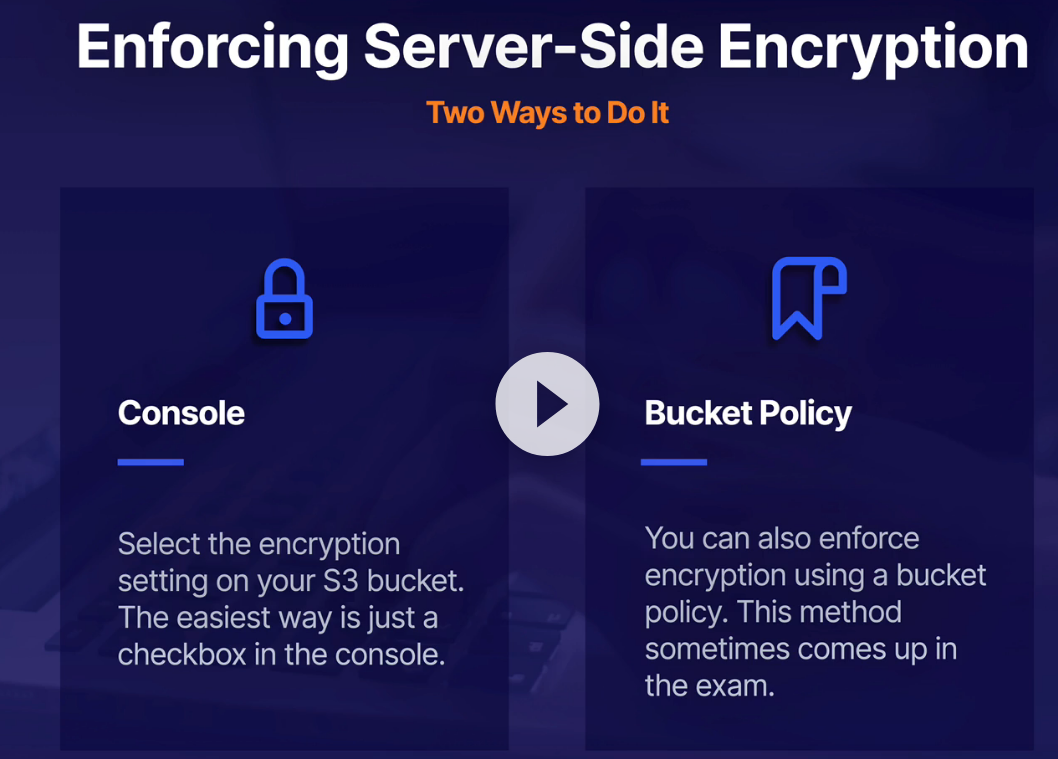 Enforcing Server-Side Encryption
Two Ways to Do It
Console
Select the encryption
setting on your S3 bucket.
The easiest way is just a
checkbox in the console.
Bucket Policy
You can also enforce
encryption using a bucket
policy. This method
sometimes comes up in
the exam.